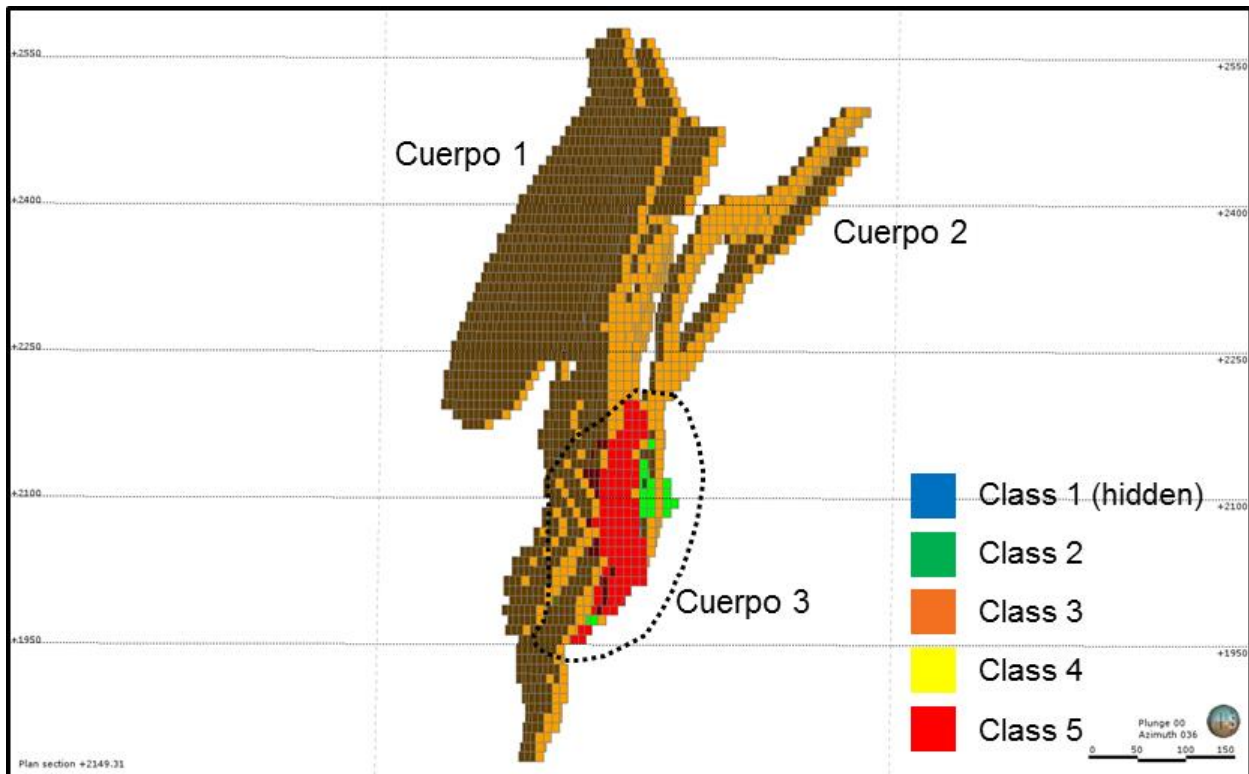 +2550
+2550
Cuerpo 1
+2400
+2400
Cuerpo 2
+2250
+2250
Class 1 (hidden)
+2100
+2100
Class 2
Cuerpo 3
Class 3
+1950
+1950
Class 4
Class 5
Plunge 00
Azimuth 036
0 50 100 150
Plan section +2149.31